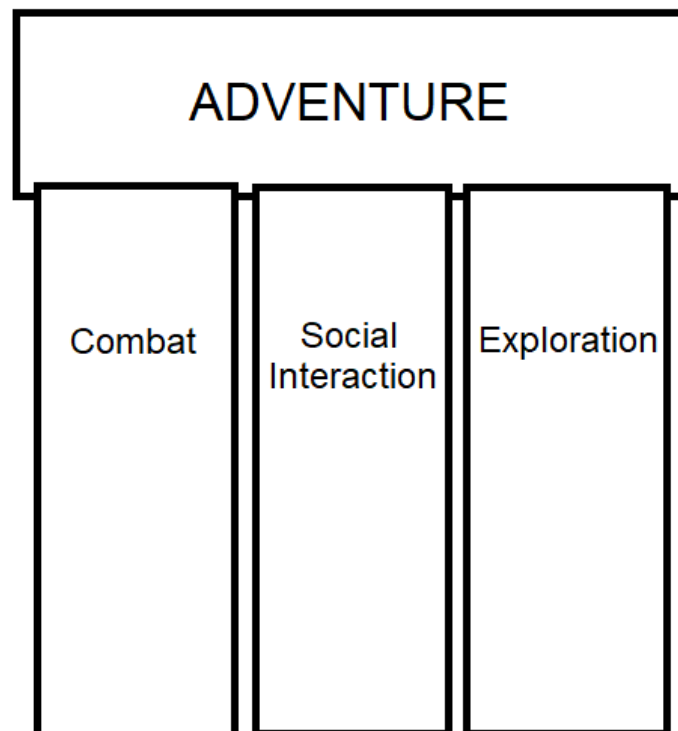 ADVENTURE
Combat
Social
Interaction
Exploration